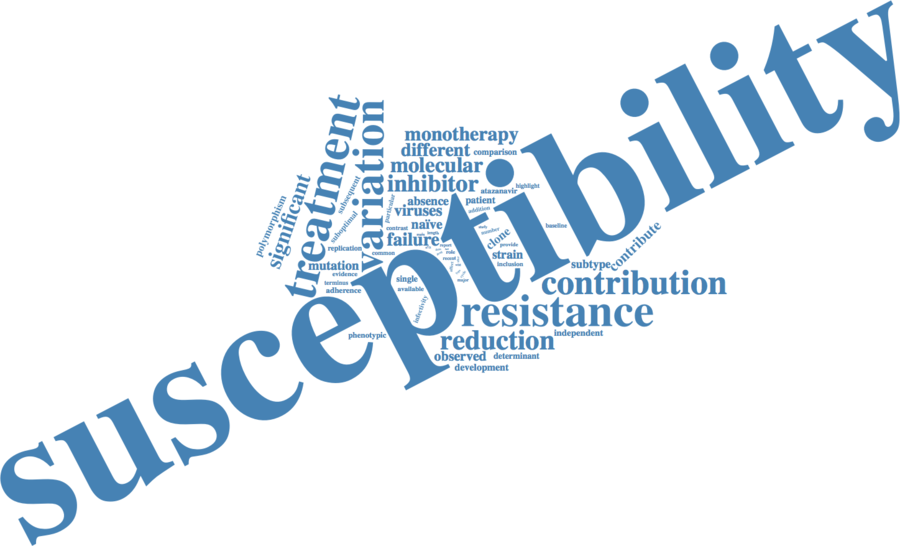 susceptibility
treatment
variation
significant
polymorphism
subsequent
suboptimal
replication
mutation
evidence
terminus
adherence
phenotypic
monotherapy
different
comparison
molecular
inhibitor
atazanavir
highlight
particular
absence
patient
viruses
addition
contrast
naïve
failure
common
number
clone
provide
strain
inclusion
baseline
single
available
infectivity
major
subtype
contribute
contribution
resistance
reduction
independent
observed
determinant
development